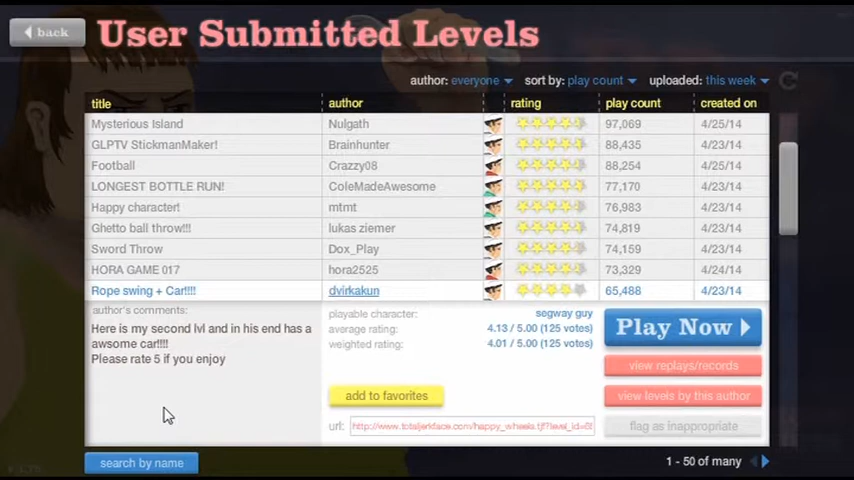 back
User Submitted Levels
author: everyone sort by: play count uploaded: this week
title author rating play count created on
Mysterious Island Nulgath 97,069 4/25/14
GLPTV StickmanMaker! Brainhunter 88,435 4/23/14
Football Crazzy08 88,254 4/25/14
LONGEST BOTTLE RUN! ColeMadeAwesome 77,170 4/23/14
Happy character! mtmt 76,983 4/23/14
Ghetto ball throw!!! lukas ziemer 74,819 4/23/14
Sword Throw Dox_Play 74,159 4/23/14
HORA GAME 017 hora2525 73,329 4/24/14
Rope swing + Car!!!! dvirkakun 65,488 4/23/14
author's comments:
Here is my second lvl and in his end has a
awsome car!!!!
Please rate 5 if you enjoy
playable character: segway guy
average rating: 4.13 / 5.00 (125 votes)
weighted rating: 4.01 / 5.00 (125 votes)
add to favorites
url: http://www.totaljerkface.com/happy_wheels.tjf?level_id=
Play Now
view replays/records
view levels by this author
flag as inappropriate
search by name
1 - 50 of many